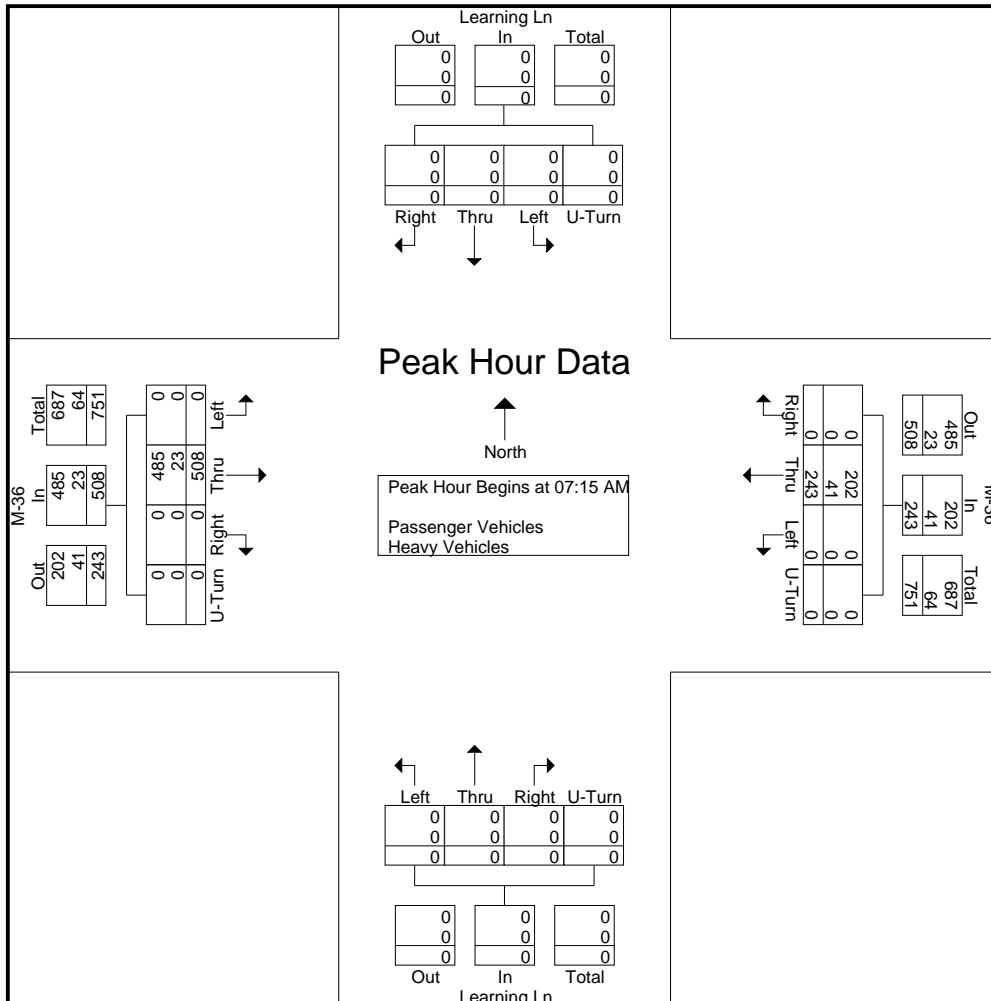 Learning Ln
Out In Total
0 0 0
0 0 0
0 0 0
0 0 0 0
0 0 0 0
0 0 0 0
Right Thru Left U-Turn
Peak Hour Data
North
Peak Hour Begins at 07:15 AM
Passenger Vehicles
Heavy Vehicles
M-36
Out In Total
202 485 687
41 23 64
243 508 751
U-Turn Right Thru Left
0 0 485 0
0 0 23 0
0 0 508 0
M-36
Out In Total
485 202 687
23 41 64
508 243 751
Right Thru Left U-Turn
0 202 0 0
0 41 0 0
0 243 0 0
Left Thru Right U-Turn
0 0 0 0
0 0 0 0
0 0 0 0
0 0 0
0 0 0
0 0 0
Out In Total
Learning Ln